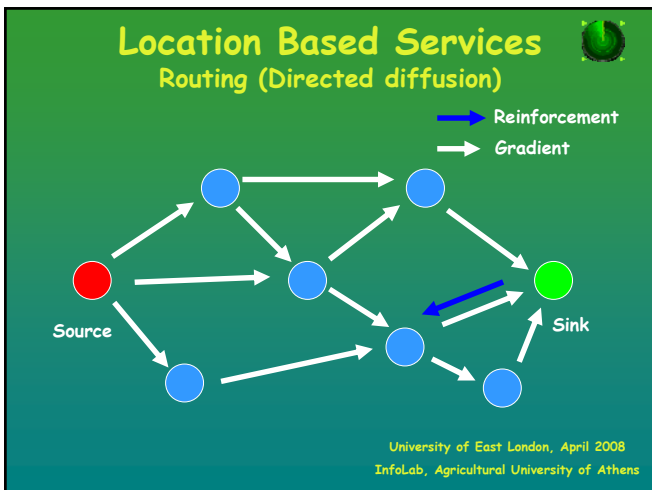 Location Based Services
Routing (Directed diffusion)
Reinforcement
Gradient
Source
Sink
University of East London, April 2008
InfoLab, Agricultural University of Athens